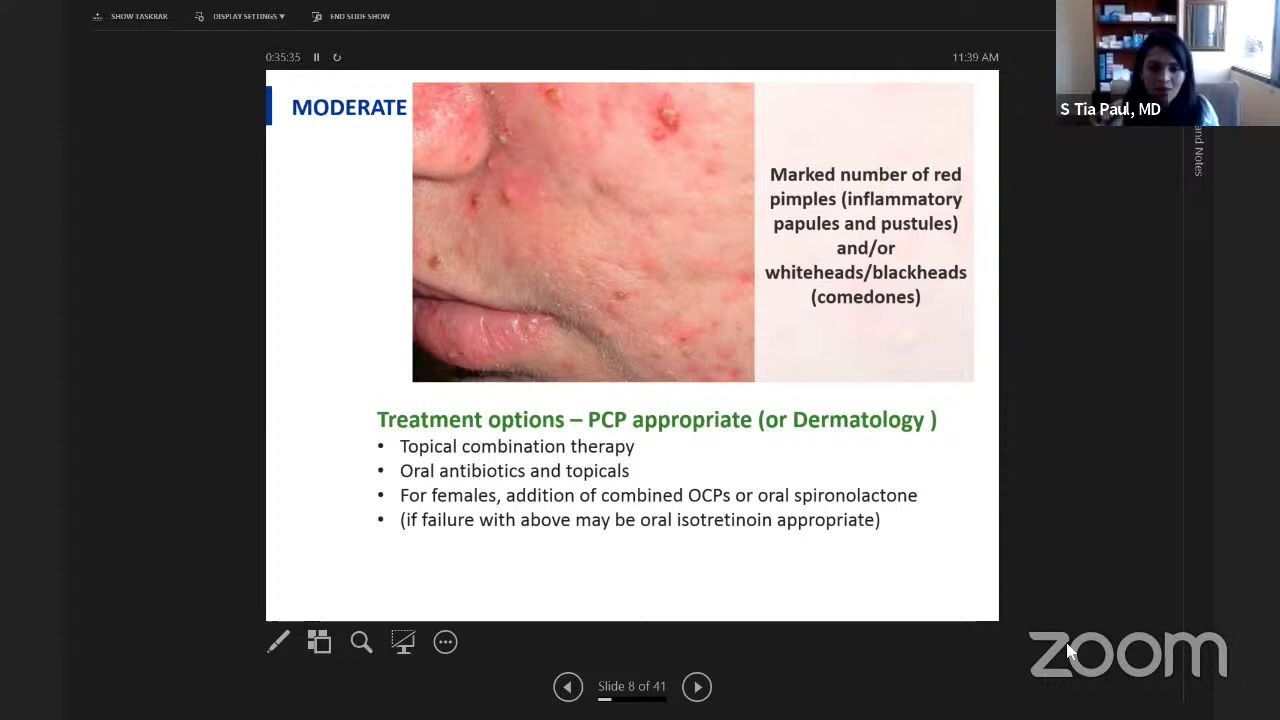 SHOW TASKBAR
DISPLAY SETTINGS ▾
END SLIDE SHOW
0:35:35
11:39 AM
S Tia Paul, MD
and Notes
MODERATE
Marked number of red
pimples (inflammatory
papules and pustules)
and/or
whiteheads/blackheads
(comedones)
Treatment options – PCP appropriate (or Dermatology )
• Topical combination therapy
• Oral antibiotics and topicals
• For females, addition of combined OCPs or oral spironolactone
• (if failure with above may be oral isotretinoin appropriate)
zoom
Slide 8 of 41